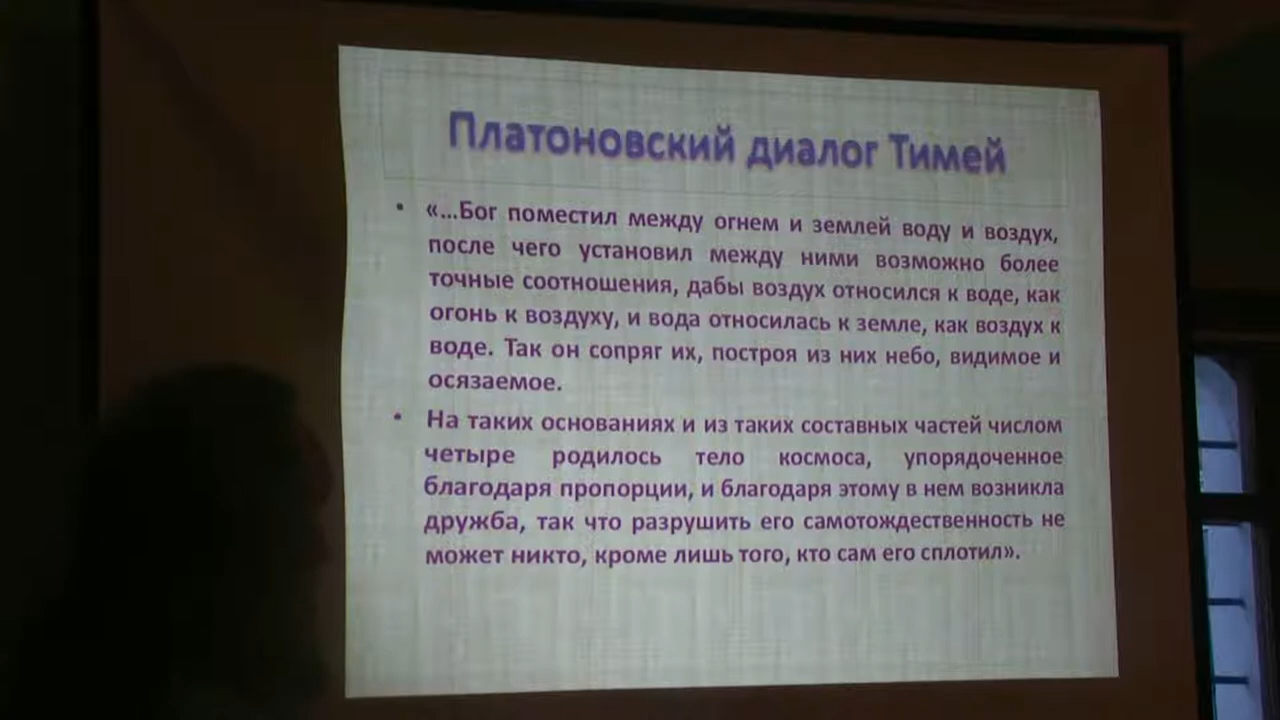 Платоновский диалог Тимей
• «...Бог поместил между огнем и землей воду и воздух,
после чего установил между ними возможно более
точные соотношения, дабы воздух относился к воде, как
огонь к воздуху, и вода относилась к земле, как воздух к
воде. Так он сопряг их, построя из них небо, видимое и
осязаемое.
• На таких основаниях и из таких составных частей числом
четыре родилось тело космоса, упорядоченное
благодаря пропорции, и благодаря этому в нем возникла
дружба, так что разрушить его самотождественность не
может никто, кроме лишь того, кто сам его сплотил».